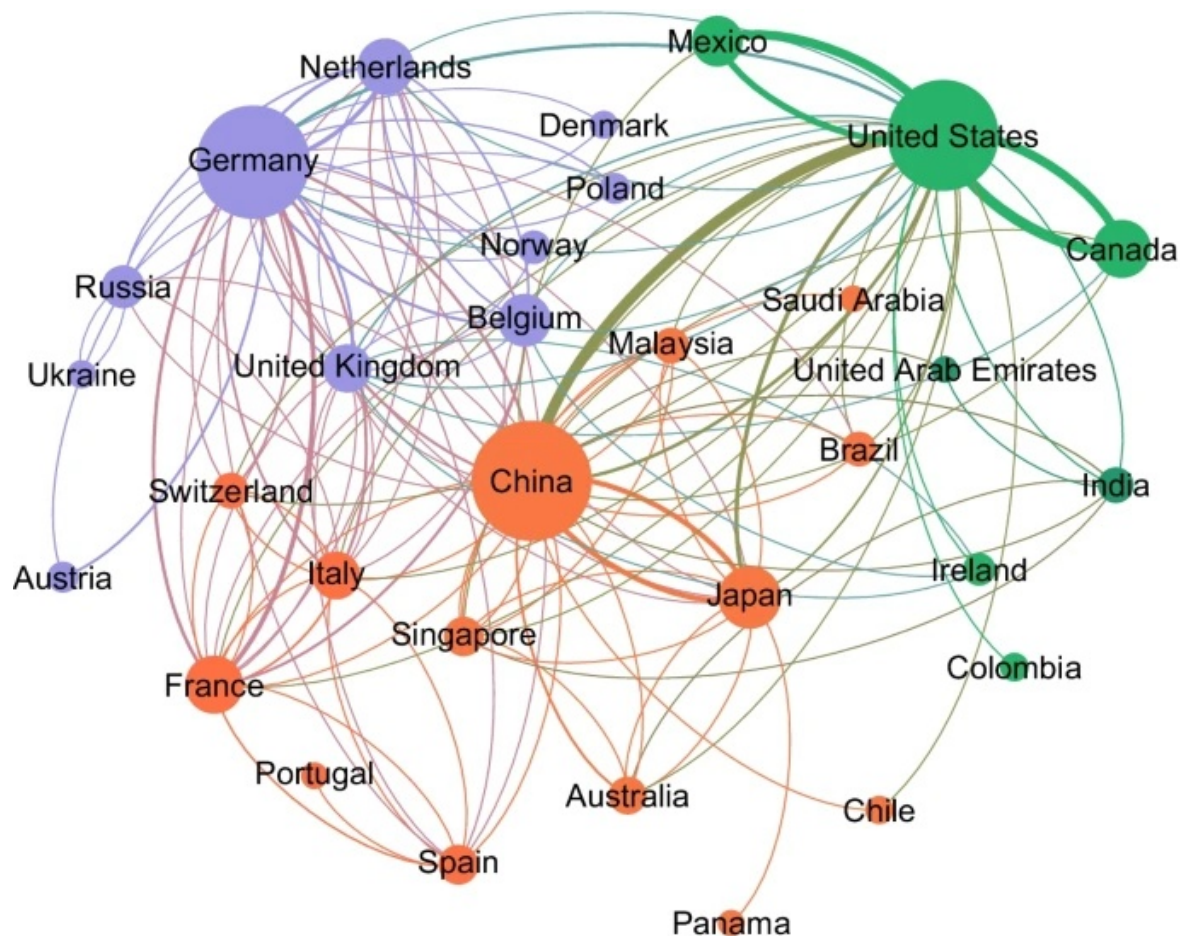 Mexico
Netherlands
Denmark
United States
Germany
Poland
Norway
Canada
Russia
Saudi Arabia
Belgium
Malaysia
United Kingdom
Ukraine
United Arab Emirates
Brazil
China
India
Switzerland
Austria
Italy
Ireland
Japan
Singapore
Colombia
France
Portugal
Australia
Chile
Spain
Panama